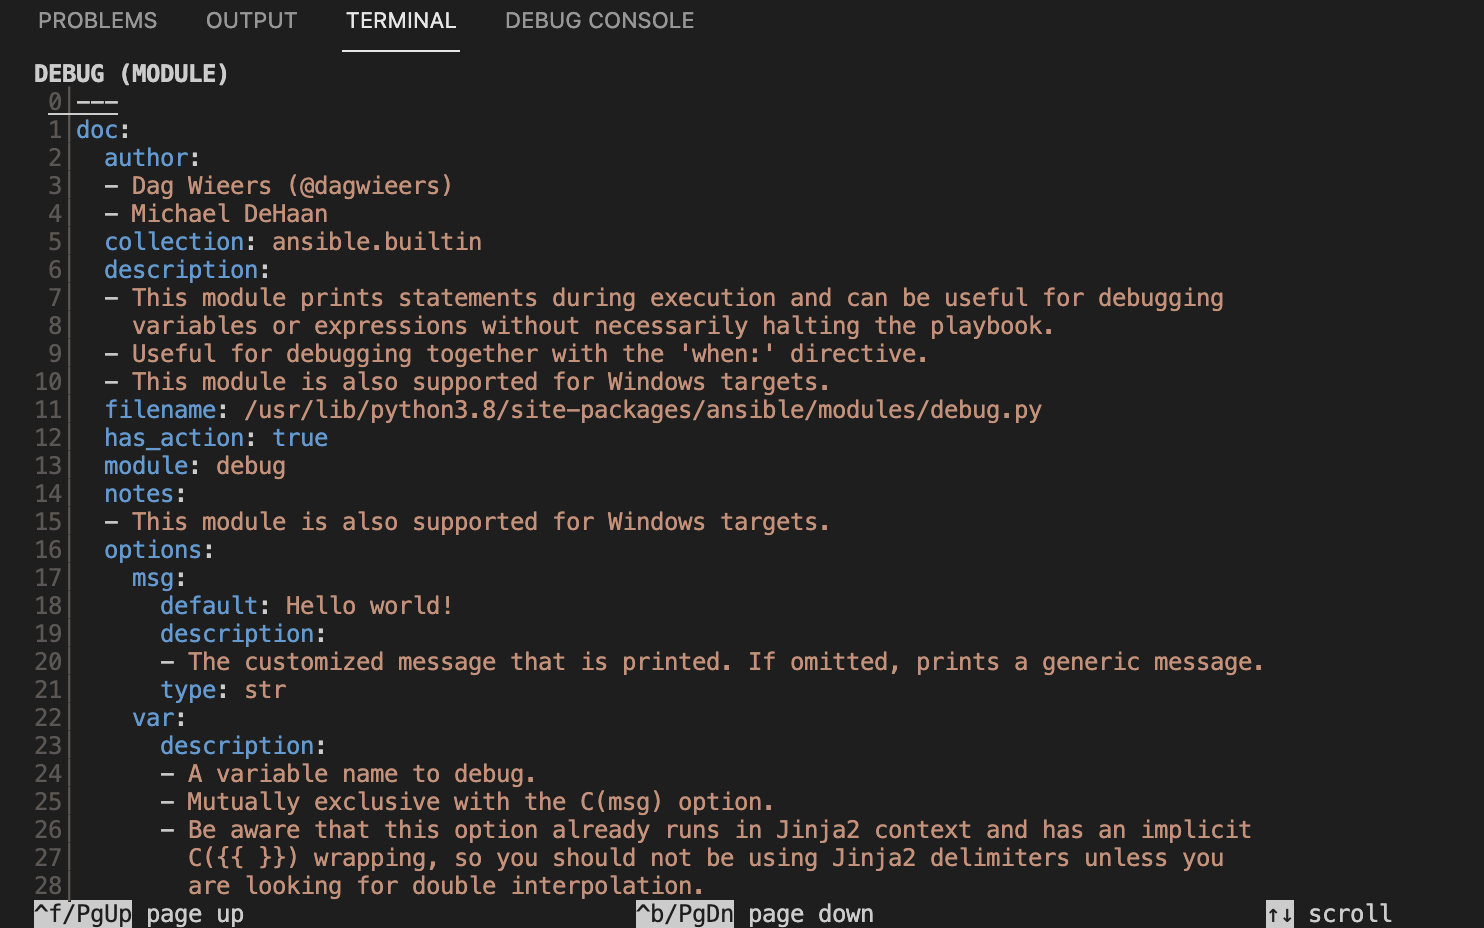 PROBLEMS OUTPUT TERMINAL DEBUG CONSOLE
DEBUG (MODULE)
0 ---
1 doc:
2   author:
3   - Dag Wieers (@dagwieers)
4   - Michael DeHaan
5   collection: ansible.builtin
6   description:
7   - This module prints statements during execution and can be useful for debugging
8     variables or expressions without necessarily halting the playbook.
9   - Useful for debugging together with the 'when:' directive.
10   - This module is also supported for Windows targets.
11   filename: /usr/lib/python3.8/site-packages/ansible/modules/debug.py
12   has_action: true
13   module: debug
14   notes:
15   - This module is also supported for Windows targets.
16   options:
17     msg:
18       default: Hello world!
19       description:
20       - The customized message that is printed. If omitted, prints a generic message.
21       type: str
22     var:
23       description:
24       - A variable name to debug.
25       - Mutually exclusive with the C(msg) option.
26       - Be aware that this option already runs in Jinja2 context and has an implicit
27         C({{ }}) wrapping, so you should not be using Jinja2 delimiters unless you
28         are looking for double interpolation.
^f/PgUp page up ^b/PgDn page down ↑↓ scroll